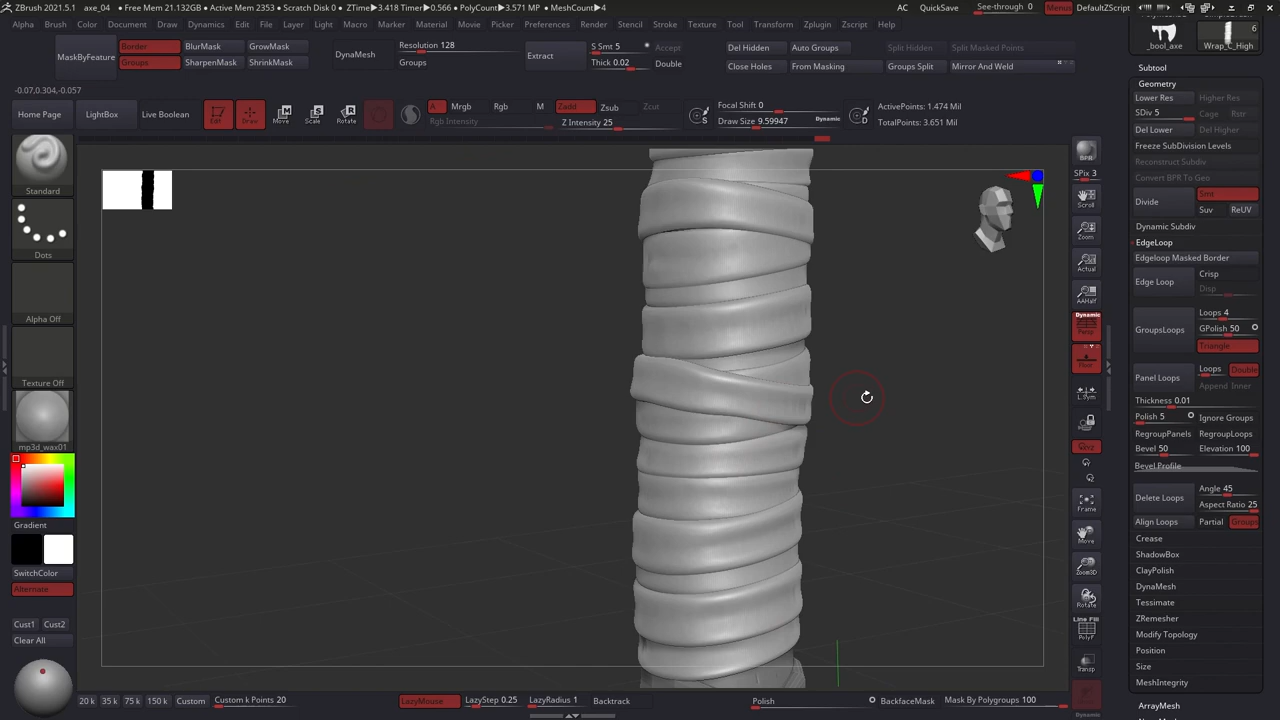 ZBrush 2021.5.1 axe_04 • Free Mem 21.132GB • Active Mem 2353 • Scratch Disk 0 • ZTime▶3.418 Timer▶0.566 • PolyCount▶3.571 MP • MeshCount▶4
AC QuickSave See-through 0 Menus DefaultZScript
Alpha Brush Color Document Draw Dynamics Edit File Layer Light Macro Marker Material Movie Picker Preferences Render Stencil Stroke Texture Tool Transform Zplugin Zscript Help
MaskByFeature
Border BlurMask GrowMask
Groups SharpenMask ShrinkMask
DynaMesh
Resolution 128
Groups
Extract
S Smt 5 Accept
Thick 0.02 Double
Del Hidden Auto Groups Split Hidden Split Masked Points
Close Holes From Masking Groups Split Mirror And Weld
-0.07,0.304,-0.057
Home Page LightBox Live Boolean
Edit Draw Move Scale Rotate
A Mrgb Rgb M Zadd Zsub Zcut
Rgb Intensity Z Intensity 25
S
Focal Shift 0
Draw Size 9.59947 Dynamic
D
ActivePoints: 1.474 Mil
TotalPoints: 3.651 Mil
Standard
Dots
Alpha Off
Texture Off
mp3d_wax01
Gradient
SwitchColor
Alternate
Cust1 Cust2
Clear All
BPR
SPix 3
Scroll
Zoom
Actual
AAHalf
Dynamic
Persp
Floor
L.Sym
Frame
Move
Zoom3D
Rotate
Line Fill
PolyF
Transp
Dynamic
6
_bool_axe Wrap_C_High
Subtool
Geometry
Lower Res Higher Res
SDiv 5 Cage Rstr
Del Lower Del Higher
Freeze SubDivision Levels
Reconstruct Subdiv
Convert BPR To Geo
Divide Smt
Suv ReUV
Dynamic Subdiv
EdgeLoop
Edgeloop Masked Border
Edge Loop Crisp
Disp
GroupsLoops Loops 4
GPolish 50
Triangle
Panel Loops Loops Double
Append Inner
Thickness 0.01
Polish 5 Ignore Groups
RegroupPanels RegroupLoops
Bevel 50 Elevation 100
Bevel Profile
Delete Loops Angle 45
Aspect Ratio 25
Align Loops Partial Groups
Crease
ShadowBox
ClayPolish
DynaMesh
Tessimate
ZRemesher
Modify Topology
Position
Size
MeshIntegrity
ArrayMesh
20 k 35 k 75 k 150 k Custom Custom k Points 20 LazyMouse LazyStep 0.25 LazyRadius 1 Backtrack Polish BackfaceMask Mask By Polygroups 100